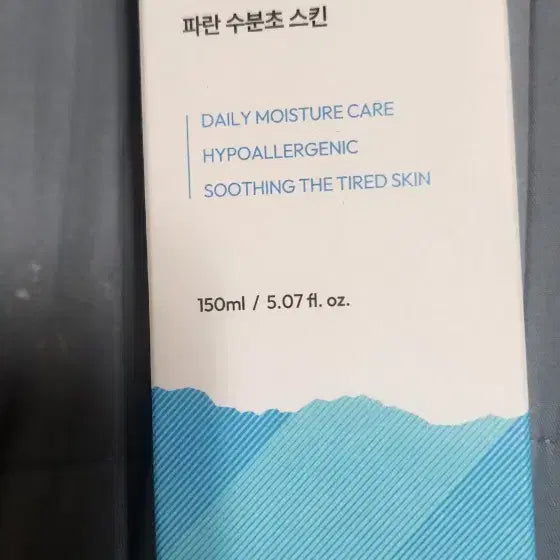 파란 수분초 스킨
DAILY MOISTURE CARE
HYPOALLERGENIC
SOOTHING THE TIRED SKIN
150ml / 5.07 fl. oz.